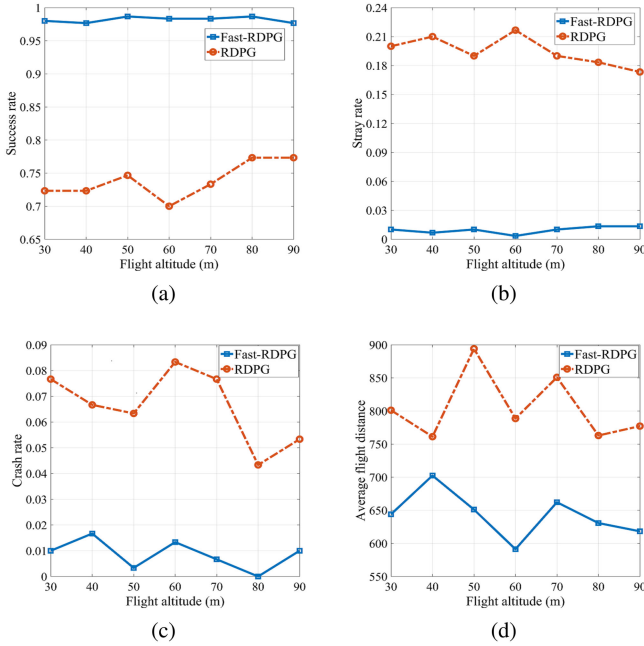 1
0.95
0.9
0.85
0.8
0.75
0.7
0.65
Success rate
Fast-RDPG
RDPG
30 40 50 60 70 80 90
Flight altitude (m)
(a)
0.24
0.21
0.18
0.15
0.12
0.09
0.06
0.03
0
Stray rate
Fast-RDPG
RDPG
30 40 50 60 70 80 90
Flight altitude (m)
(b)
0.09
0.08
0.07
0.06
0.05
0.04
0.03
0.02
0.01
0
Crash rate
Fast-RDPG
RDPG
30 40 50 60 70 80 90
Flight altitude (m)
(c)
900
850
800
750
700
650
600
550
Average flight distance
Fast-RDPG
RDPG
30 40 50 60 70 80 90
Flight altitude (m)
(d)